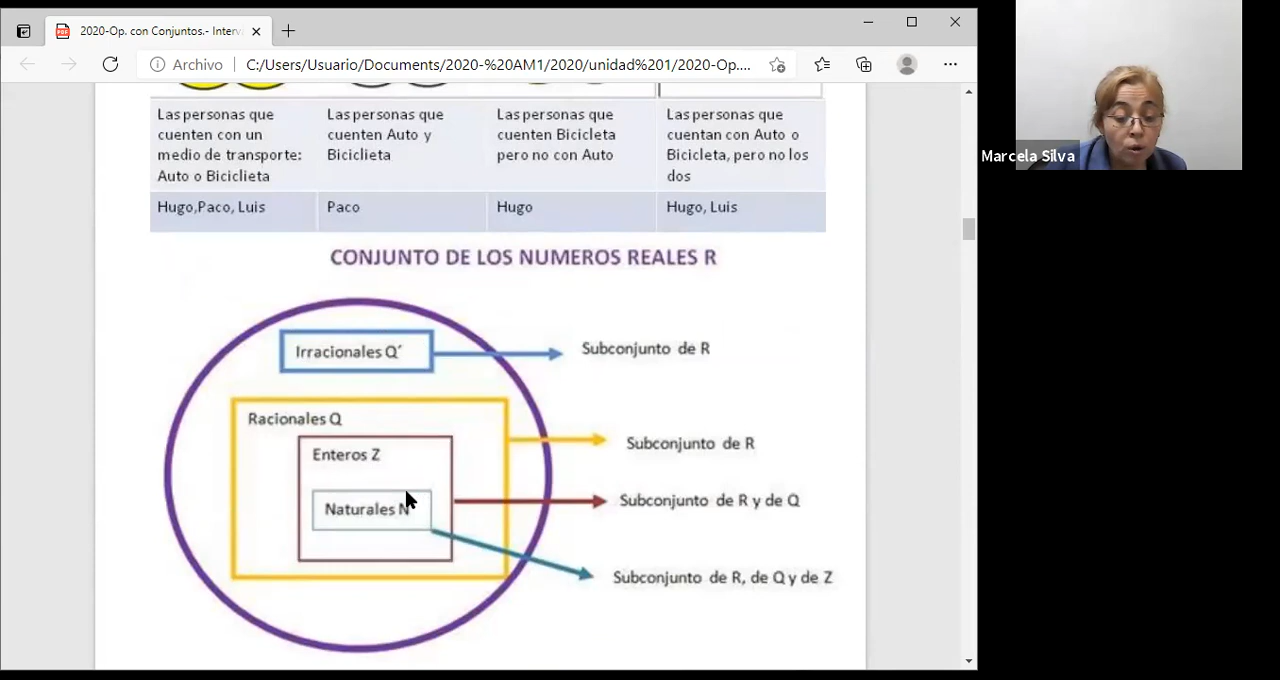 2020-Op. con Conjuntos.- Interv
Archivo
C:/Users/Usuario/Documents/2020-%20AM1/2020/unidad%201/2020-Op....
Las personas que
cuenten con un
medio de transporte:
Auto o Biciclieta
Las personas que
cuenten Auto y
Biciclieta
Las personas que
cuenten Bicicleta
pero no con Auto
Las personas que
cuentan con Auto o
Bicicleta, pero no los
dos
Hugo,Paco, Luis
Paco
Hugo
Hugo, Luis
CONJUNTO DE LOS NUMEROS REALES R
Irracionales Q´
Subconjunto de R
Racionales Q
Subconjunto de R
Enteros Z
Subconjunto de R y de Q
Naturales N
Subconjunto de R, de Q y de Z
Marcela Silva